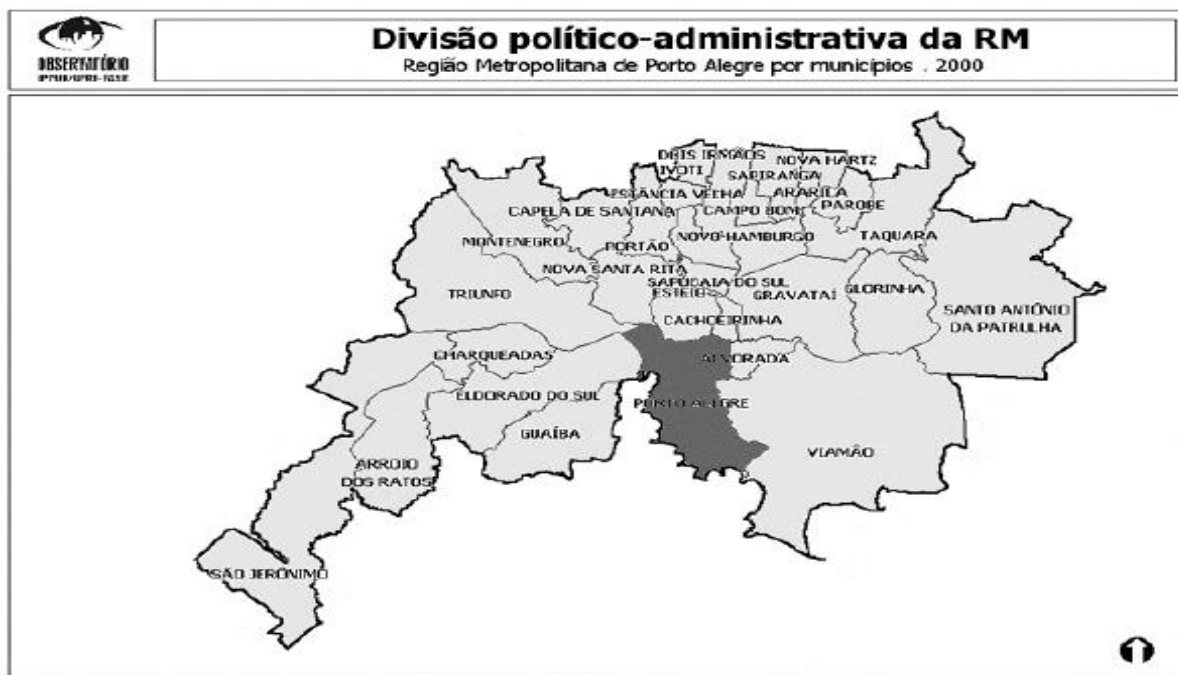 OBSERVATÓRIO
Divisão político-administrativa da RM
Região Metropolitana de Porto Alegre por municípios . 2000
DOIS IRMÃOS
NOVA HARTZ
IVOTI
SAPIRANGA
ESTÂNCIA VELHA
ARARICA
CAPELA DE SANTANA
CAMPO BOM
PAROBE
MONTENEGRO
PORTÃO
NOVO HAMBURGO
TAQUARA
NOVA SANTA RITA
SAPUCAIA DO SUL
TRIUNFO
ESTEIO
GRAVATAÍ
GLORINHA
SANTO ANTÔNIO
DA PATRULHA
CACHOEIRINHA
CHARQUEADAS
ALVORADA
ELDORADO DO SUL
PORTO ALEGRE
GUAÍBA
VIAMÃO
ARROIO
DOS RATOS
SÃO JERÔNIMO